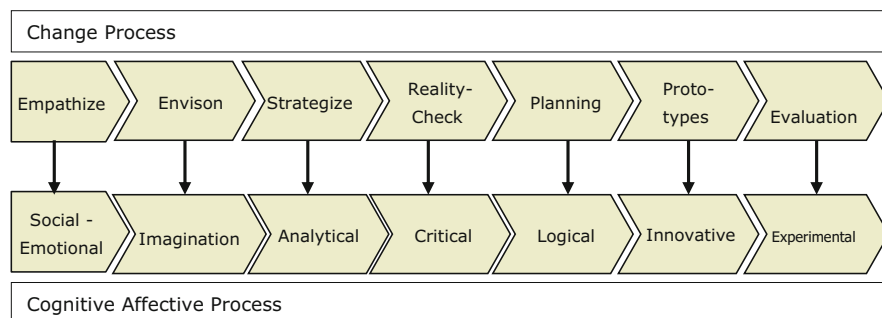 Change Process
Empathize
Envison
Strategize
Reality-
Check
Planning
Proto-
types
Evaluation
Social -
Emotional
Imagination
Analytical
Critical
Logical
Innovative
Experimental
Cognitive Affective Process